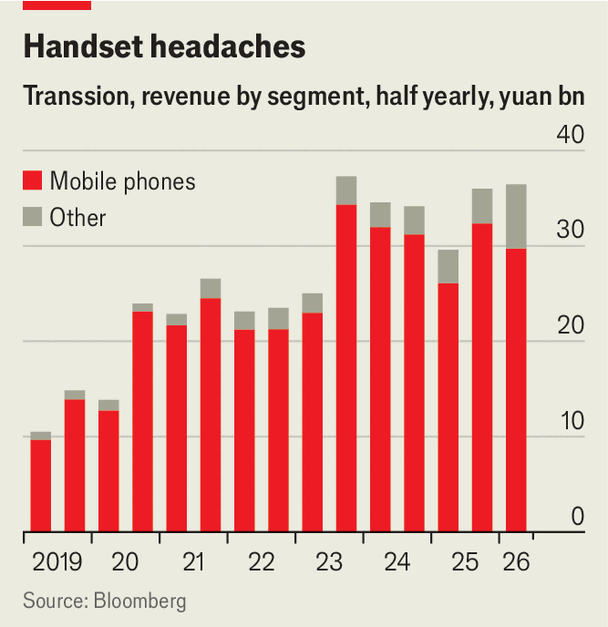 Handset headaches
Transsion, revenue by segment, half yearly, yuan bn
40
Mobile phones
Other
30
20
10
0
2019 20 21 22 23 24 25 26
Source: Bloomberg